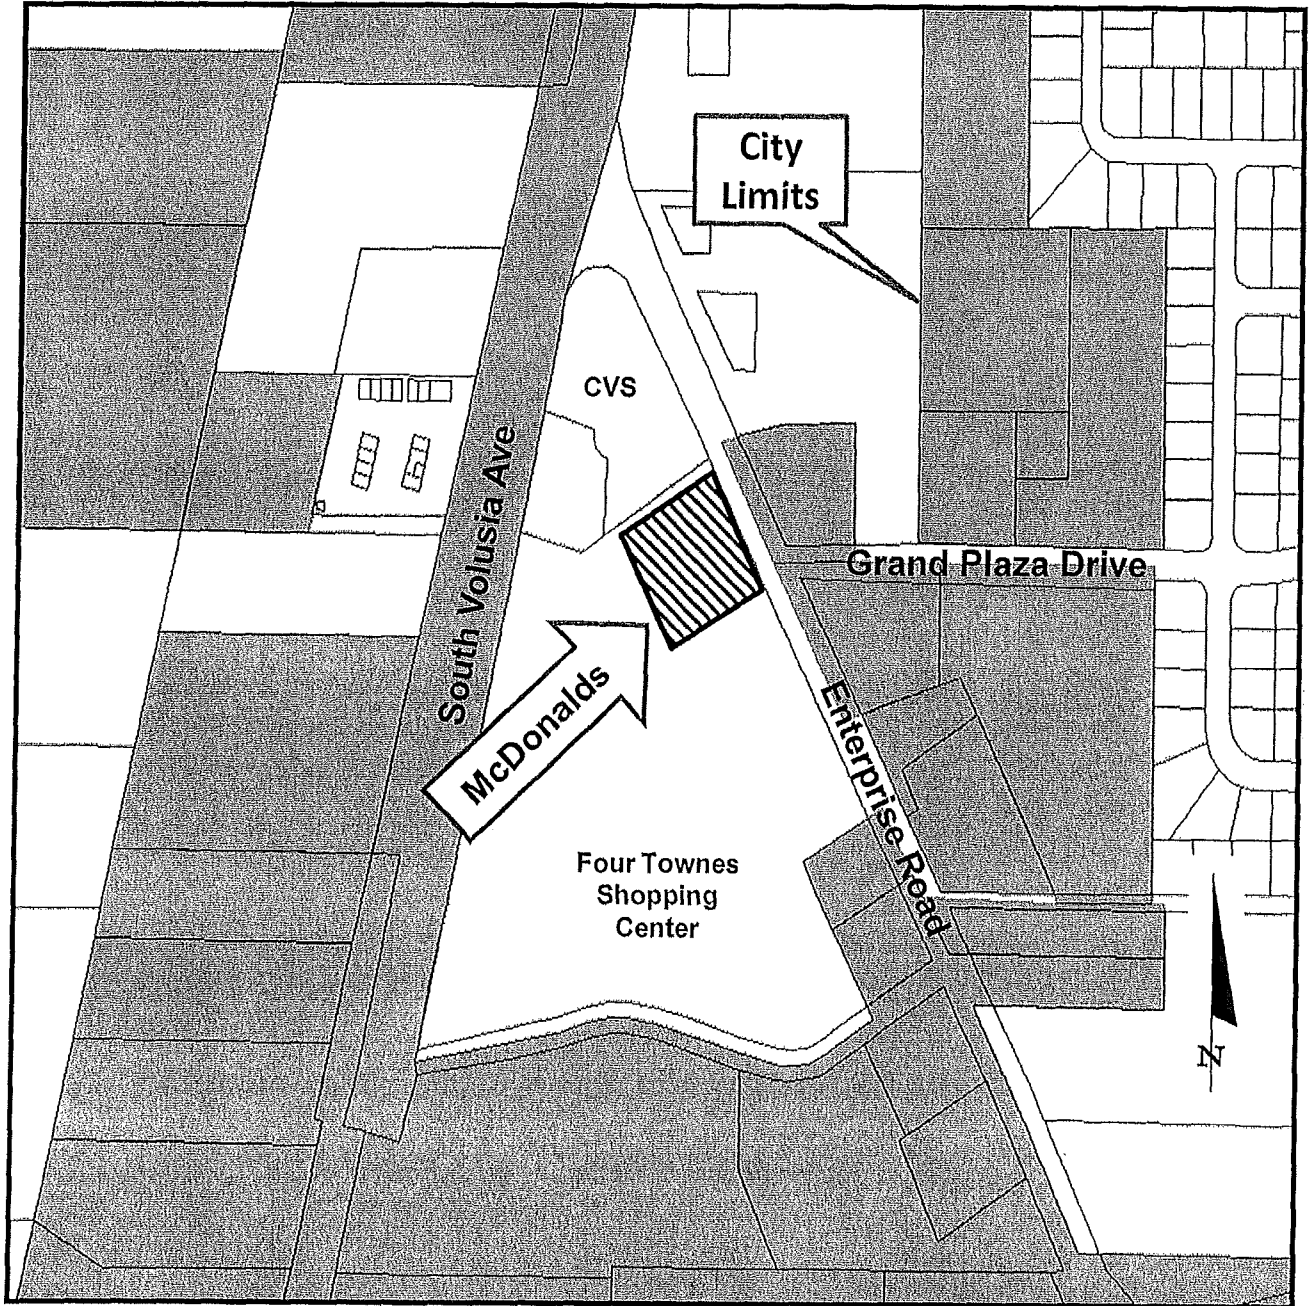 City
Limits
CVS
South Volusia Ave
Grand Plaza Drive
McDonalds
Enterprise Road
Four Townes
Shopping
Center
N